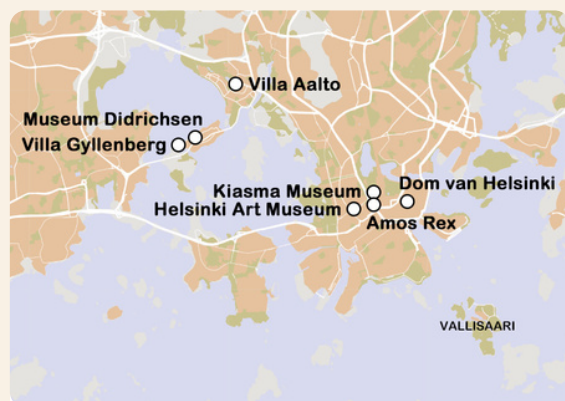 Villa Aalto
Museum Didrichsen
Villa Gyllenberg
Kiasma Museum
Dom van Helsinki
Helsinki Art Museum
Amos Rex
VALLISAARI